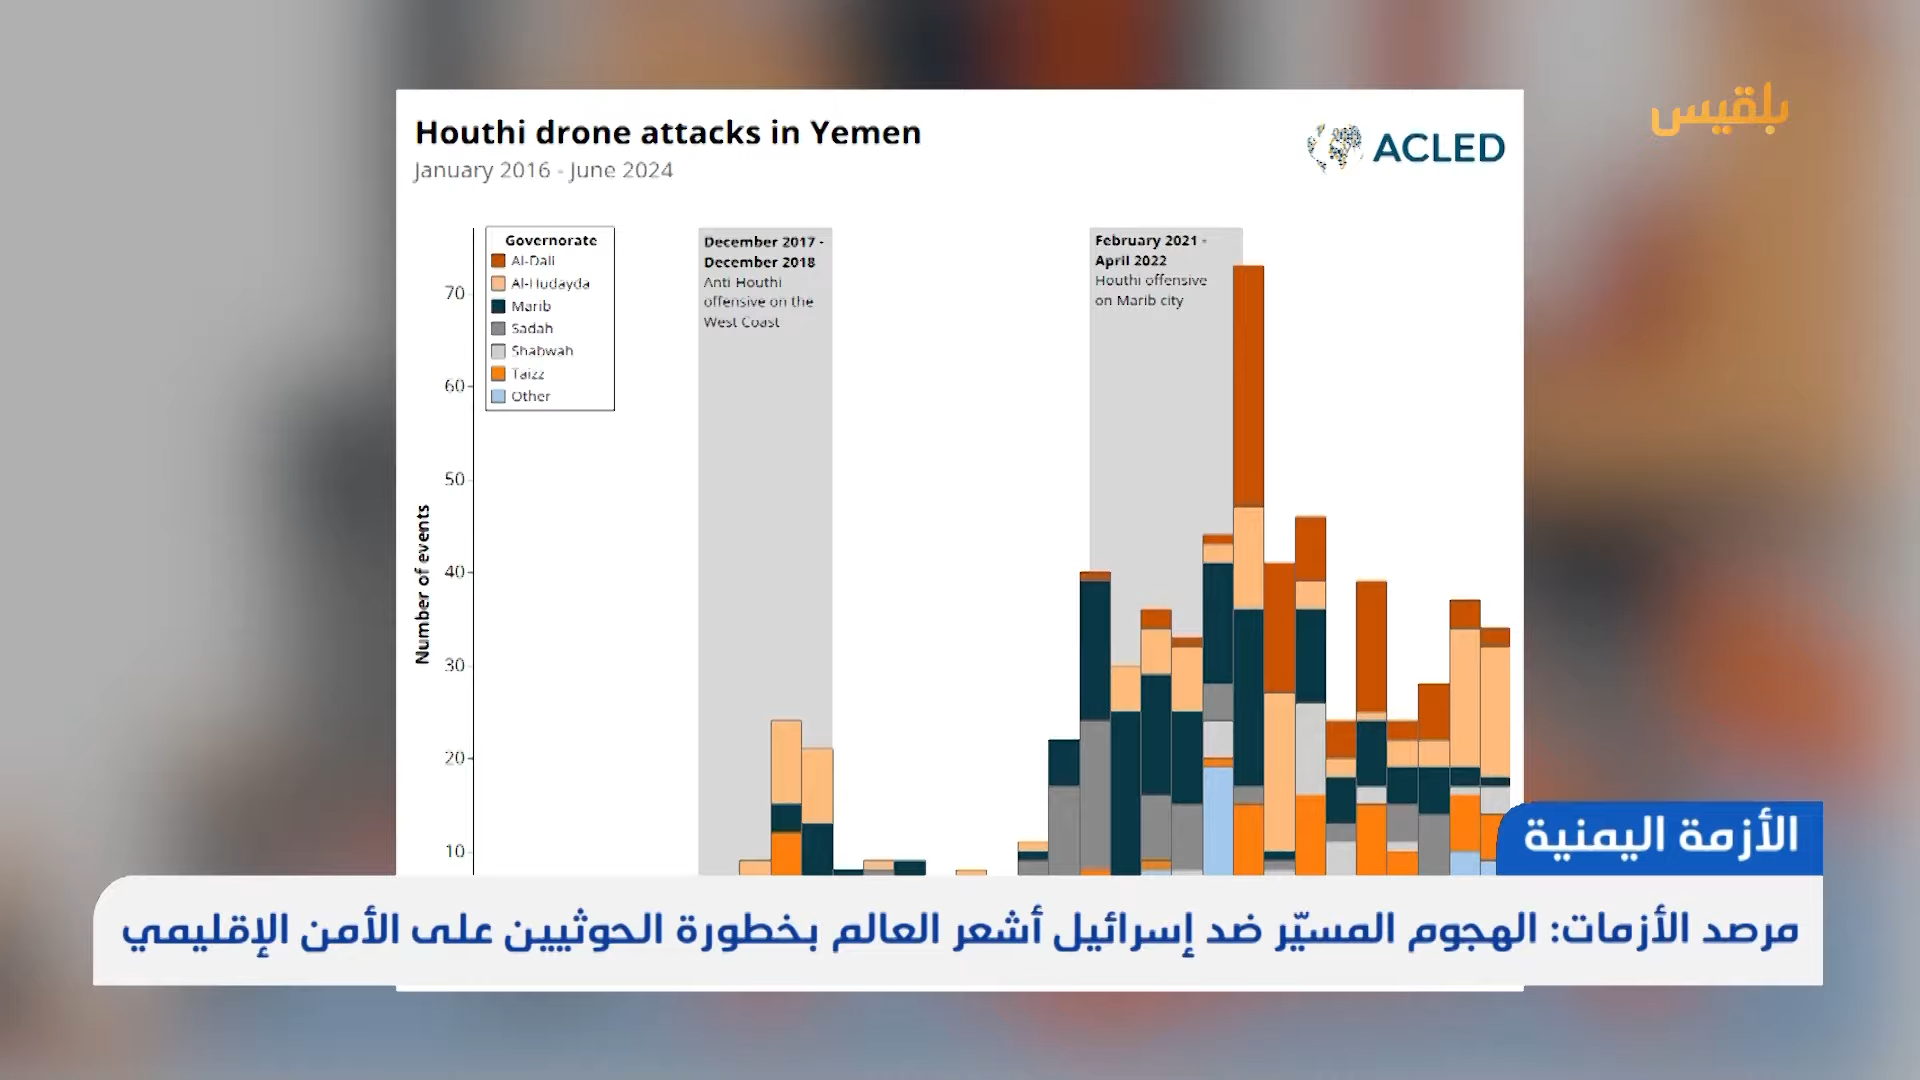 Houthi drone attacks in Yemen
January 2016 - June 2024
ACLED
بلقيس
Governorate
Al-Dali
Al-Hudayda
Marib
Sadah
Shabwah
Taizz
Other
December 2017 -
December 2018
Anti Houthi
offensive on the
West Coast
February 2021 -
April 2022
Houthi offensive
on Marib city
Number of events
70
60
50
40
30
20
10
الأزمة اليمنية
مرصد الأزمات: الهجوم المسيّر ضد إسرائيل أشعر العالم بخطورة الحوثيين على الأمن الإقليمي